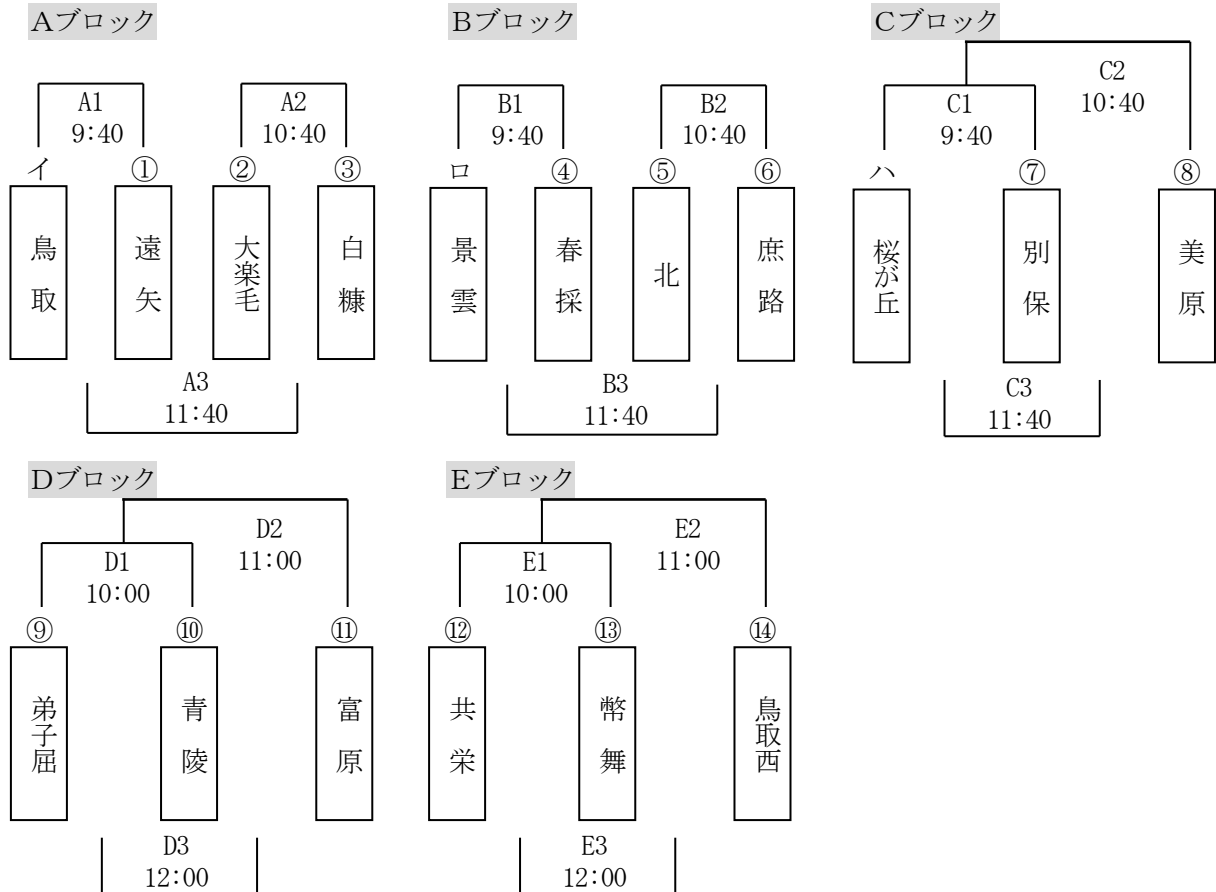 Aブロック
Bブロック
Cブロック
A1
9:40
A2
10:40
B1
9:40
B2
10:40
C1
9:40
C2
10:40
イ
①
②
③
ロ
④
⑤
⑥
ハ
⑦
⑧
鳥取
遠矢
大楽毛
白糠
景雲
春採
北
庶路
桜が丘
別保
美原
A3
11:40
B3
11:40
C3
11:40
Dブロック
Eブロック
D1
10:00
D2
11:00
E1
10:00
E2
11:00
⑨
⑩
⑪
⑫
⑬
⑭
弟子屈
青陵
富原
共栄
幣舞
鳥取西
D3
12:00
E3
12:00